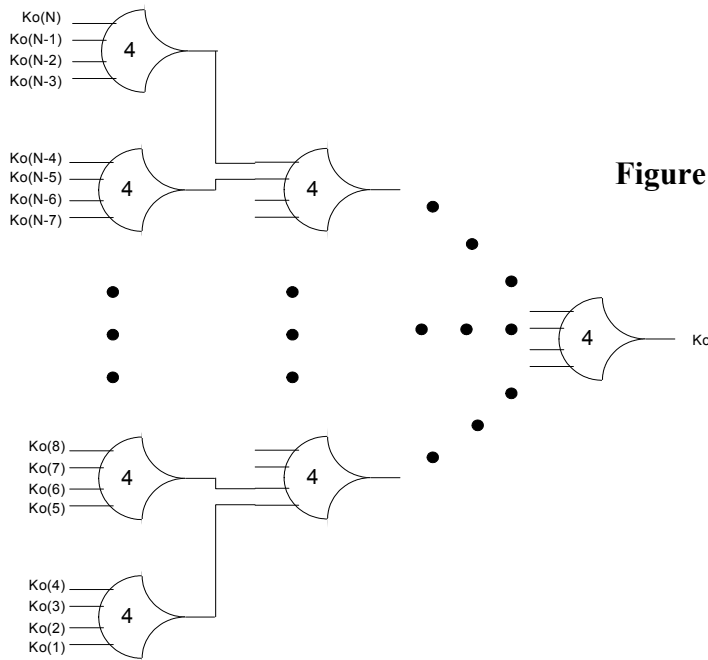 Ko(N)
Ko(N-1)
Ko(N-2)
Ko(N-3)
4
Ko(N-4)
Ko(N-5)
Ko(N-6)
Ko(N-7)
4
4
Figure
4
Ko
Ko(8)
Ko(7)
Ko(6)
Ko(5)
4
4
Ko(4)
Ko(3)
Ko(2)
Ko(1)
4